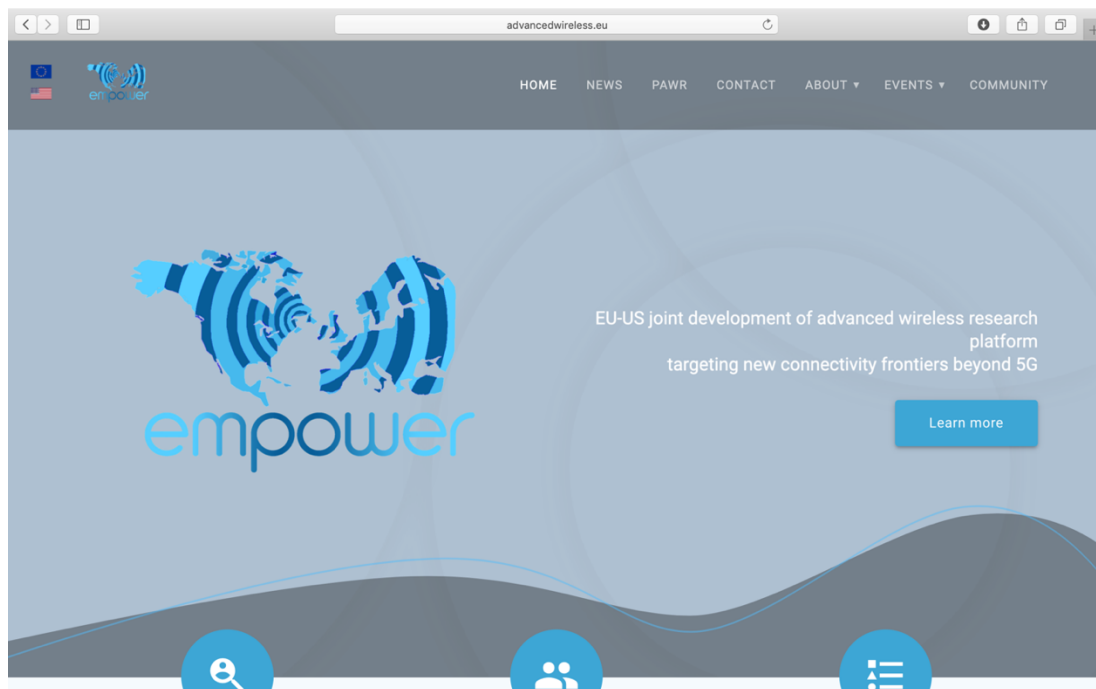 advancedwireless.eu
empower
HOME NEWS PAWR CONTACT ABOUT ▾ EVENTS ▾ COMMUNITY
EU-US joint development of advanced wireless research
platform
targeting new connectivity frontiers beyond 5G
Learn more
empower